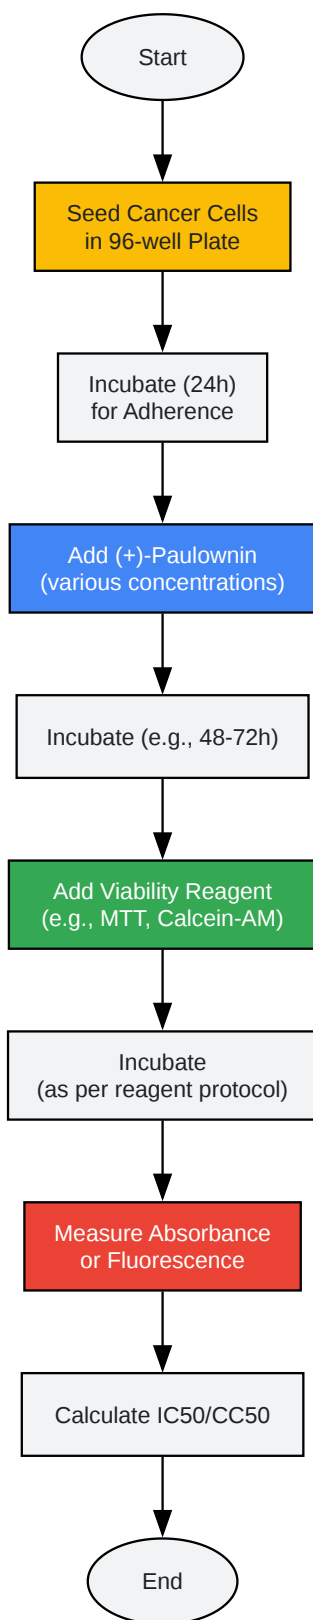 Start
Seed Cancer Cells
in 96-well Plate
Incubate (24h)
for Adherence
Add (+)-Paulownin
(various concentrations)
Incubate (e.g., 48-72h)
Add Viability Reagent
(e.g., MTT, Calcein-AM)
Incubate
(as per reagent protocol)
Measure Absorbance
or Fluorescence
Calculate IC50/CC50
End